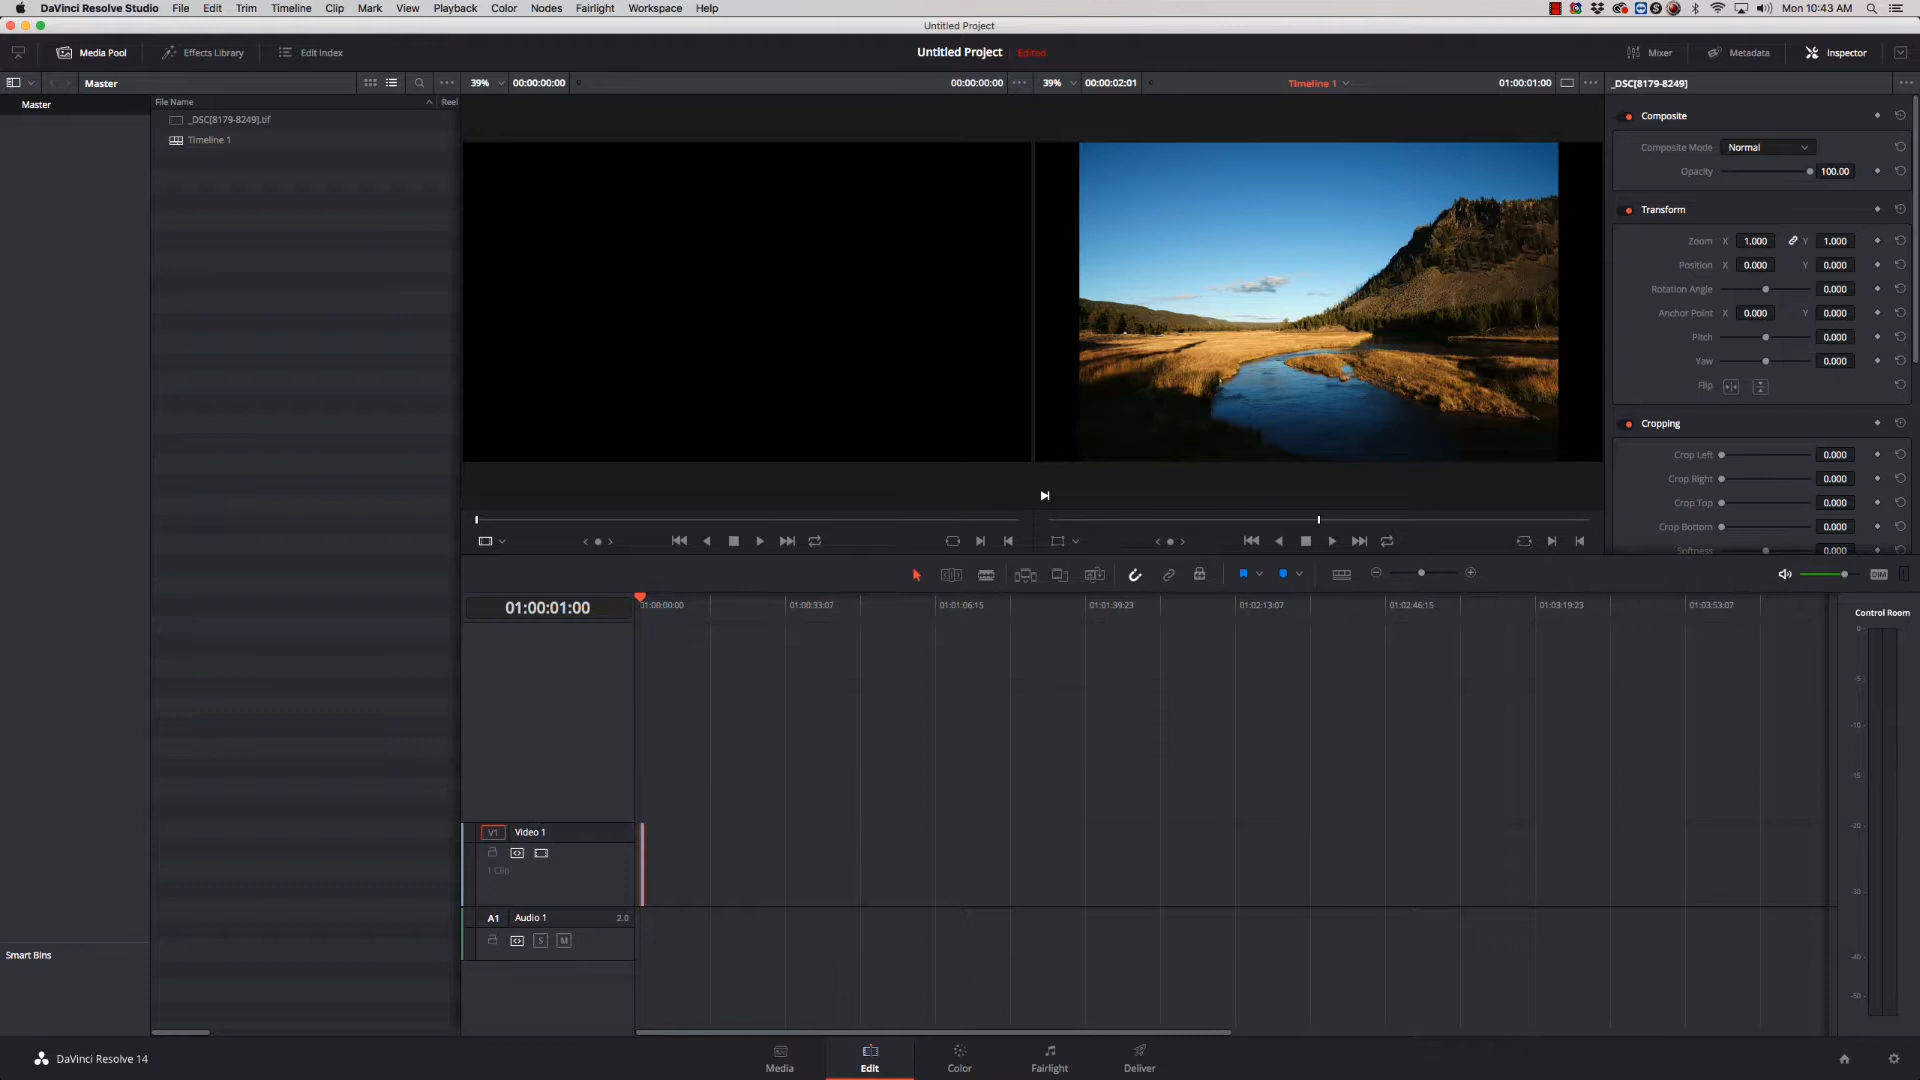 DaVinci Resolve Studio File Edit Trim Timeline Clip Mark View Playback Color Nodes Fairlight Workspace Help Mon 10:43 AM
Untitled Project
Media Pool Effects Library Edit Index Untitled Project Edited Mixer Metadata Inspector
Master 39% 00:00:00:00 00:00:00:00 39% 00:00:02:01 Timeline 1 01:00:01:00 _DSC[8179-8249]
Master File Name Reel
_DSC[8179-8249].tif
Timeline 1
Composite
Composite Mode Normal
Opacity 100.00
Transform
Zoom X 1.000 Y 1.000
Position X 0.000 Y 0.000
Rotation Angle 0.000
Anchor Point X 0.000 Y 0.000
Pitch 0.000
Yaw 0.000
Flip
Cropping
Crop Left 0.000
Crop Right 0.000
Crop Top 0.000
Crop Bottom 0.000
Softness 0.000
DIM
01:00:01:00 01:00:00:00 01:00:33:07 01:01:06:15 01:01:39:23 01:02:13:07 01:02:46:15 01:03:19:23 01:03:53:07
Control Room
0
-5
-10
-15
-20
-30
-40
-50
V1 Video 1
1 Clip
A1 Audio 1 2.0
S M
Smart Bins
DaVinci Resolve 14
Media Edit Color Fairlight Deliver